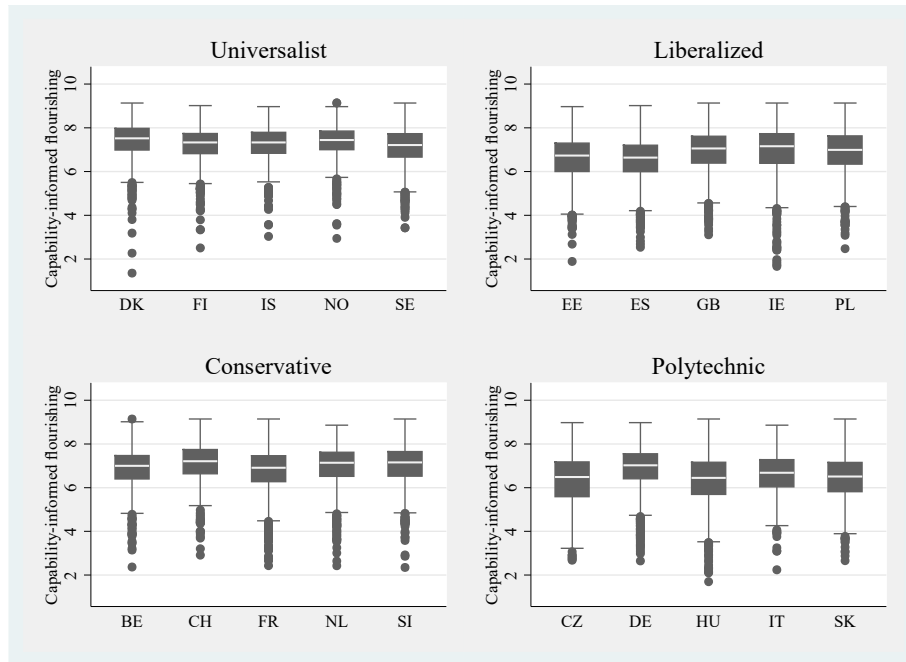 Universalist
Capability-informed flourishing
10
8
6
4
2
DK FI IS NO SE
Liberalized
Capability-informed flourishing
10
8
6
4
2
EE ES GB IE PL
Conservative
Capability-informed flourishing
10
8
6
4
2
BE CH FR NL SI
Polytechnic
Capability-informed flourishing
10
8
6
4
2
CZ DE HU IT SK